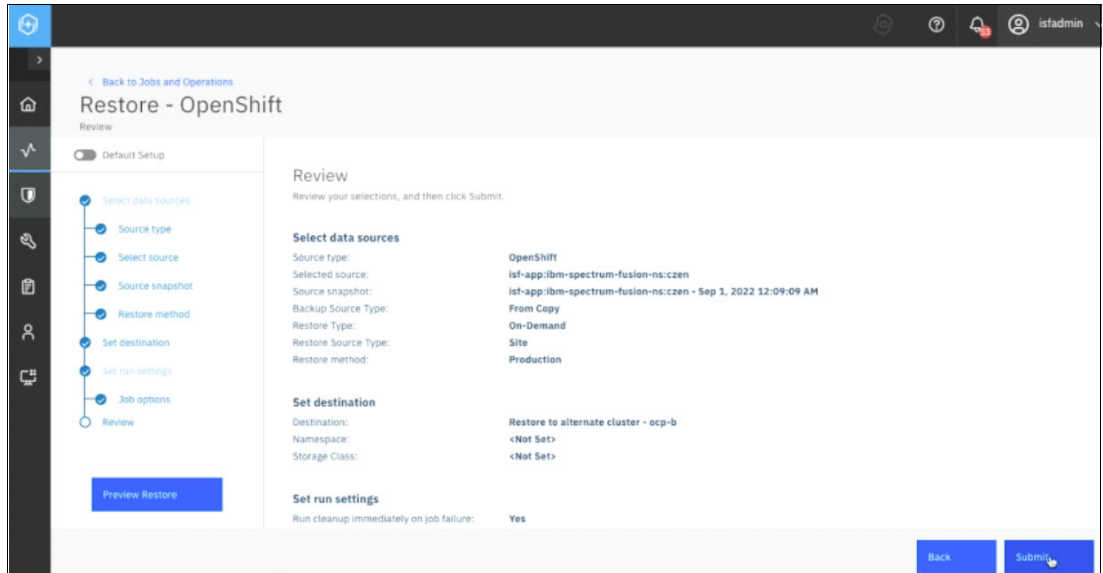 isfadmin
53
< Back to Jobs and Operations
Restore - OpenShift
Review
Default Setup
Select data sources
Source type
Select source
Source snapshot
Restore method
Set destination
Set run settings
Job options
Review
Preview Restore
Review
Review your selections, and then click Submit.
Select data sources
Source type: OpenShift
Selected source: isf-app:ibm-spectrum-fusion-ns:czen
Source snapshot: isf-app:ibm-spectrum-fusion-ns:czen - Sep 1, 2022 12:09:09 AM
Backup Source Type: From Copy
Restore Type: On-Demand
Restore Source Type: Site
Restore method: Production
Set destination
Destination: Restore to alternate cluster - ocp-b
Namespace: <Not Set>
Storage Class: <Not Set>
Set run settings
Run cleanup immediately on job failure: Yes
Back
Submit